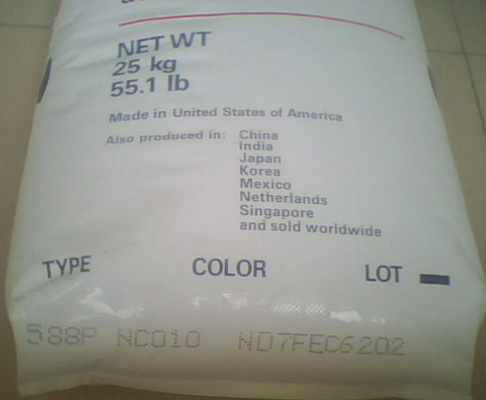 NET WT
25 kg
55.1 lb
Made in United States of America
Also produced in: China
India
Japan
Korea
Mexico
Netherlands
Singapore
and sold worldwide
TYPE COLOR LOT
588P NC010 ND7FEC6202